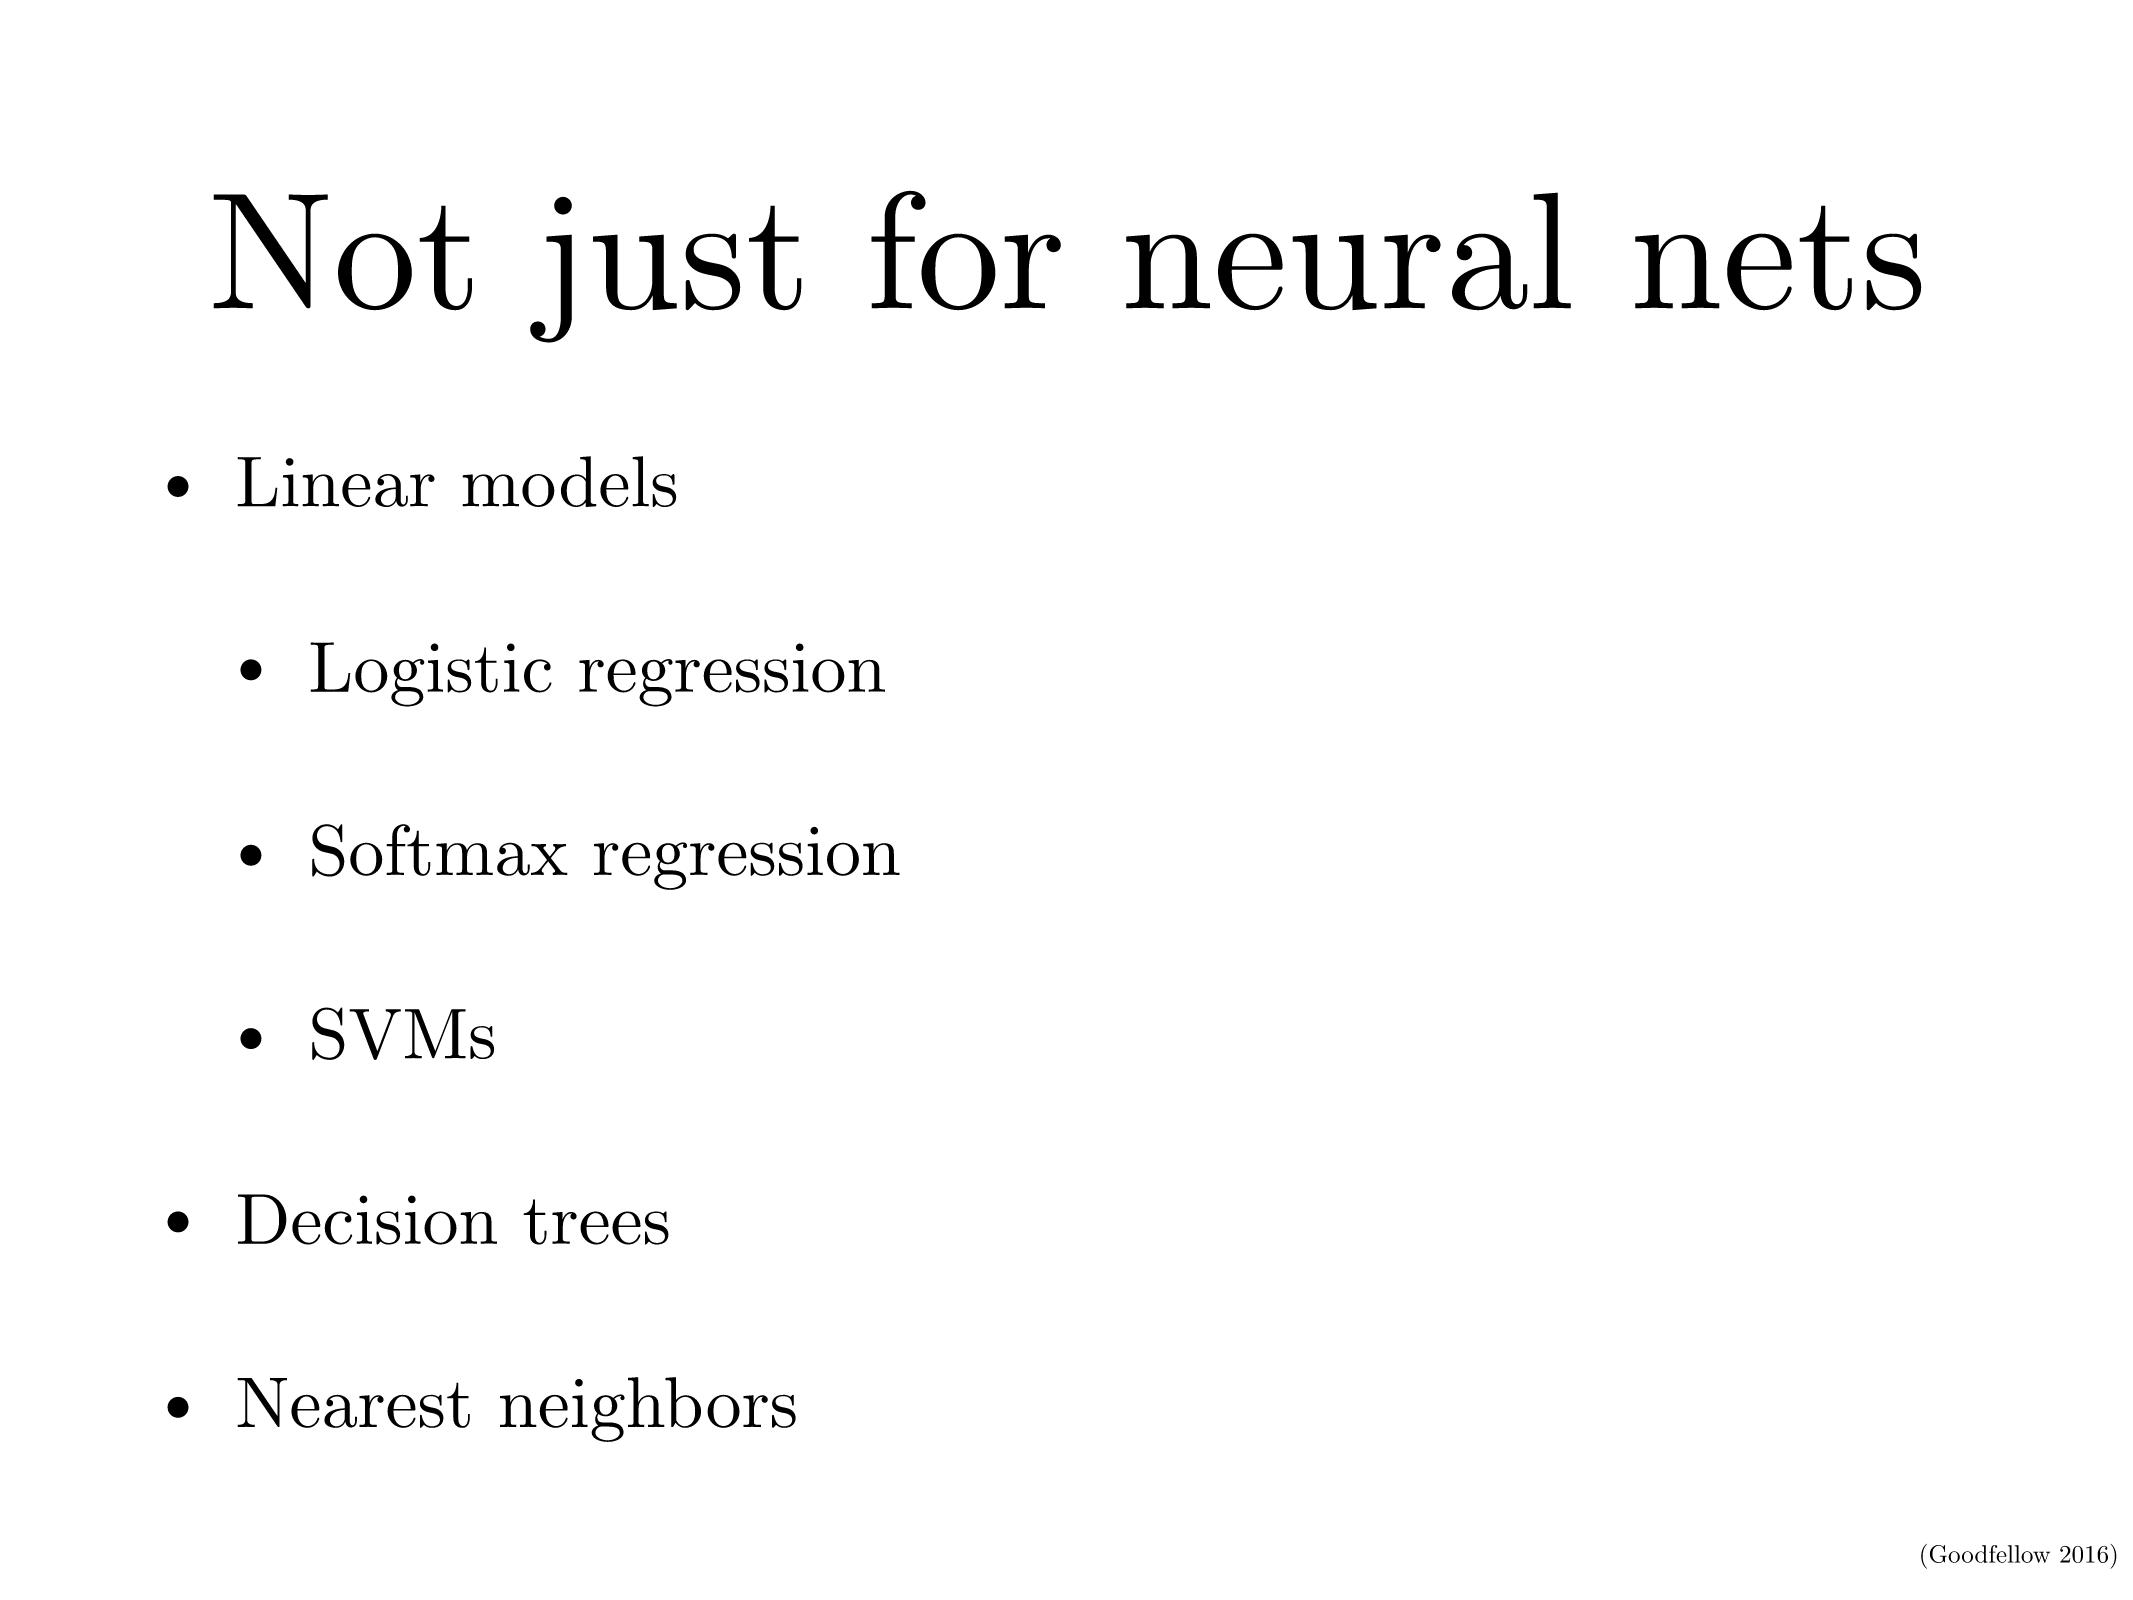 Not just for neural nets
• Linear models
• Logistic regression
• Softmax regression
• SVMs
• Decision trees
• Nearest neighbors
(Goodfellow 2016)